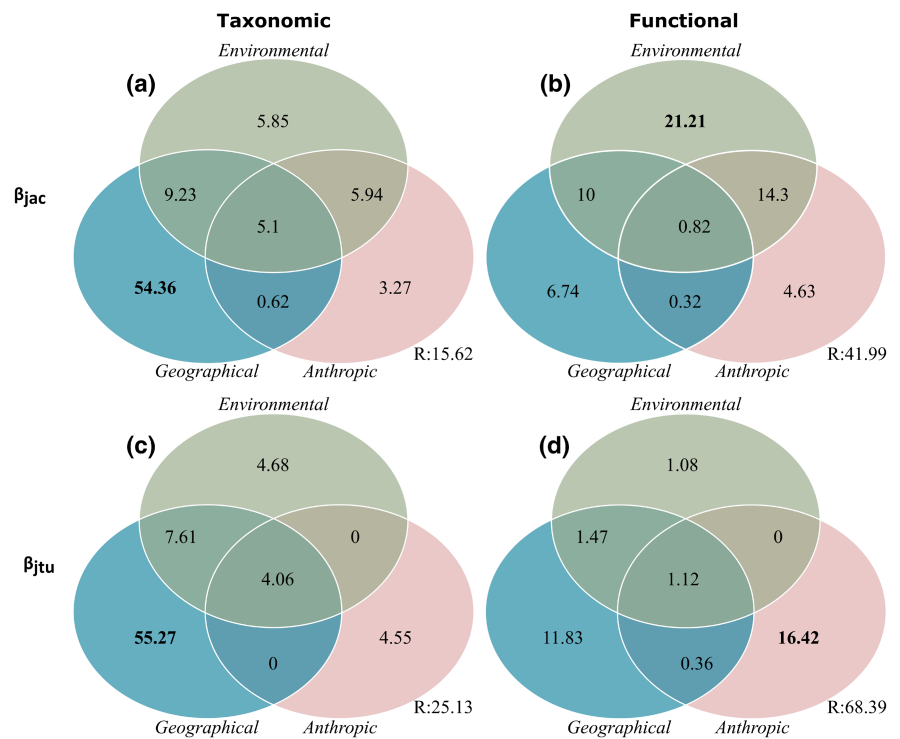 Taxonomic
Functional
Environmental
Environmental
(a)
5.85
9.23
5.94
5.1
54.36
0.62
3.27
R:15.62
Geographical
Anthropic
(b)
21.21
10
14.3
0.82
6.74
0.32
4.63
R:41.99
Geographical
Anthropic
βjac
Environmental
Environmental
(c)
4.68
7.61
0
4.06
55.27
0
4.55
R:25.13
Geographical
Anthropic
(d)
1.08
1.47
0
1.12
11.83
0.36
16.42
R:68.39
Geographical
Anthropic
βjtu